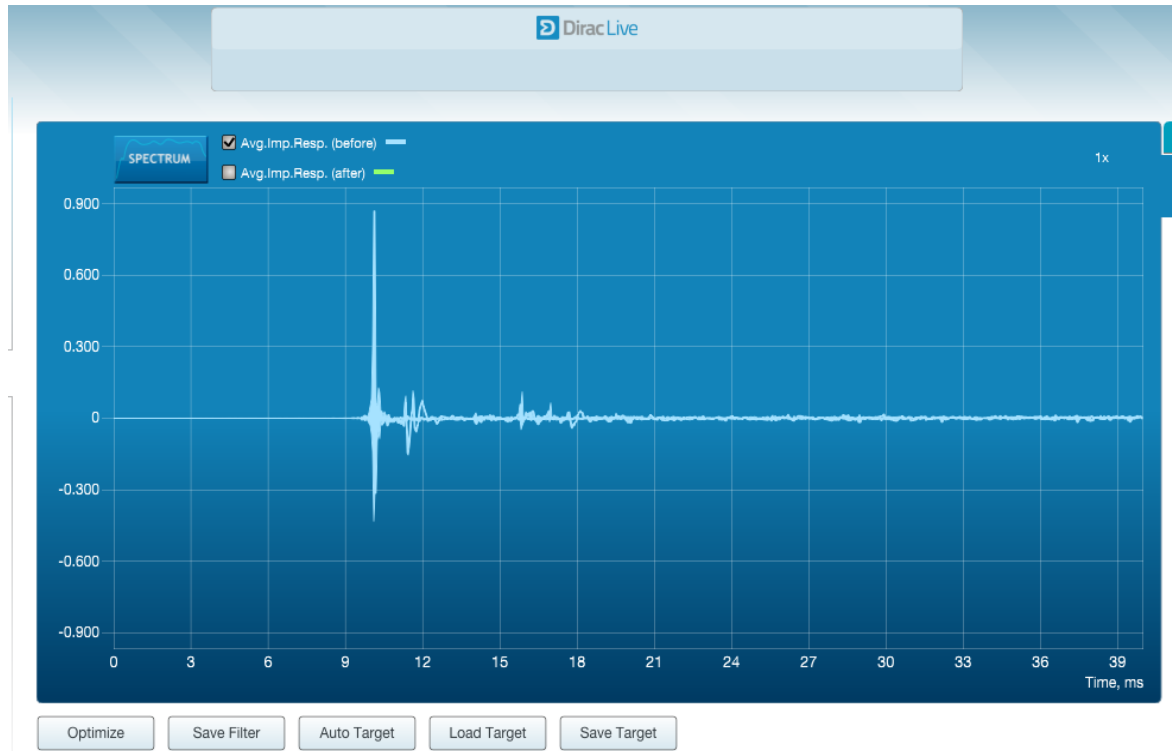 Dirac Live
SPECTRUM
Avg.Imp.Resp. (before)
Avg.Imp.Resp. (after)
1x
0.900
0.600
0.300
0
-0.300
-0.600
-0.900
0 3 6 9 12 15 18 21 24 27 30 33 36 39
Time, ms
Optimize Save Filter Auto Target Load Target Save Target